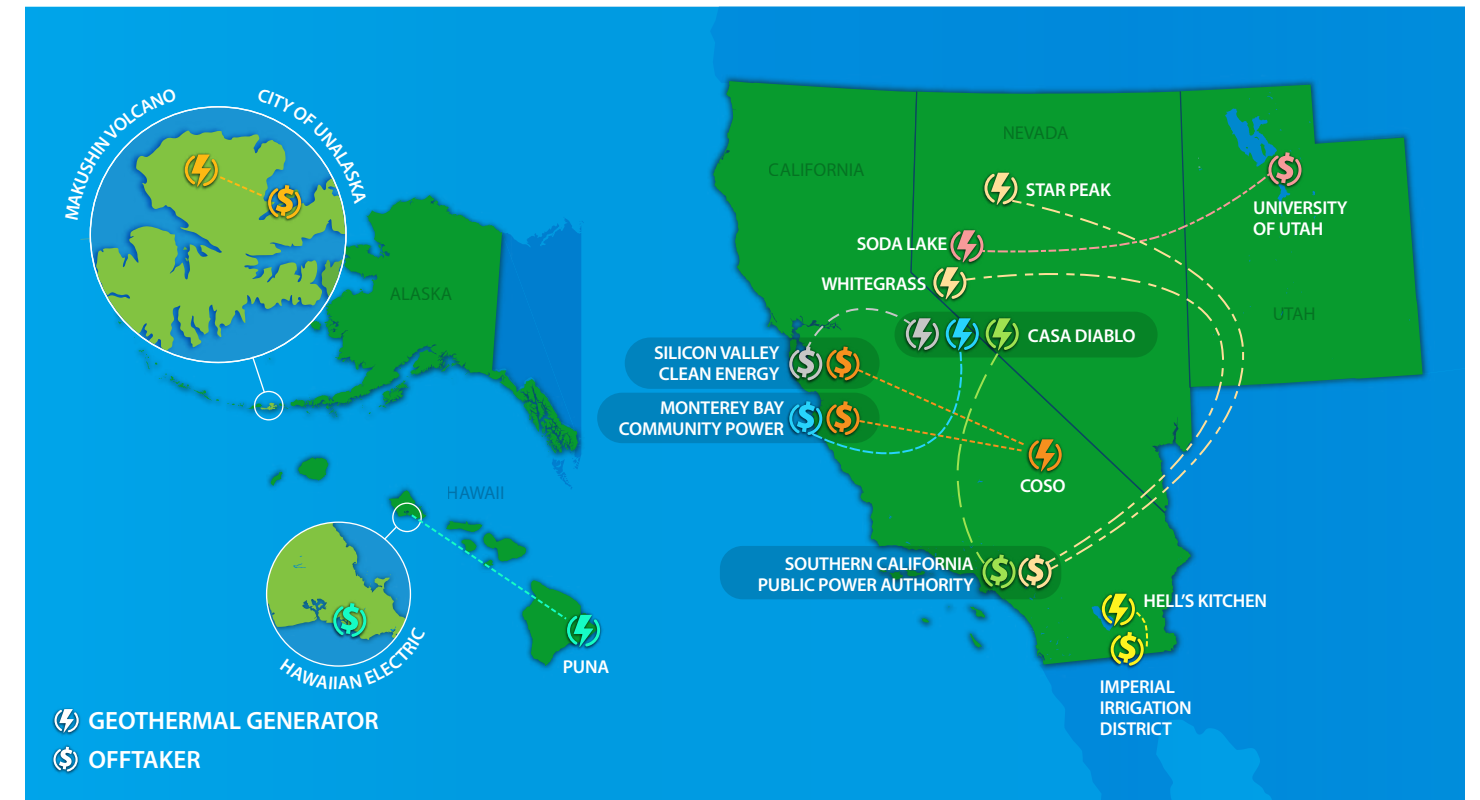 MAKUSHIN VOLCANO
CITY OF UNALASKA
ALASKA
HAWAII
HAWAIIAN ELECTRIC
PUNA
GEOTHERMAL GENERATOR
$ OFFTAKER
CALIFORNIA
NEVADA
UTAH
STAR PEAK
UNIVERSITY
OF UTAH
SODA LAKE
WHITEGRASS
CASA DIABLO
SILICON VALLEY
CLEAN ENERGY
MONTEREY BAY
COMMUNITY POWER
COSO
SOUTHERN CALIFORNIA
PUBLIC POWER AUTHORITY
HELL'S KITCHEN
IMPERIAL
IRRIGATION
DISTRICT